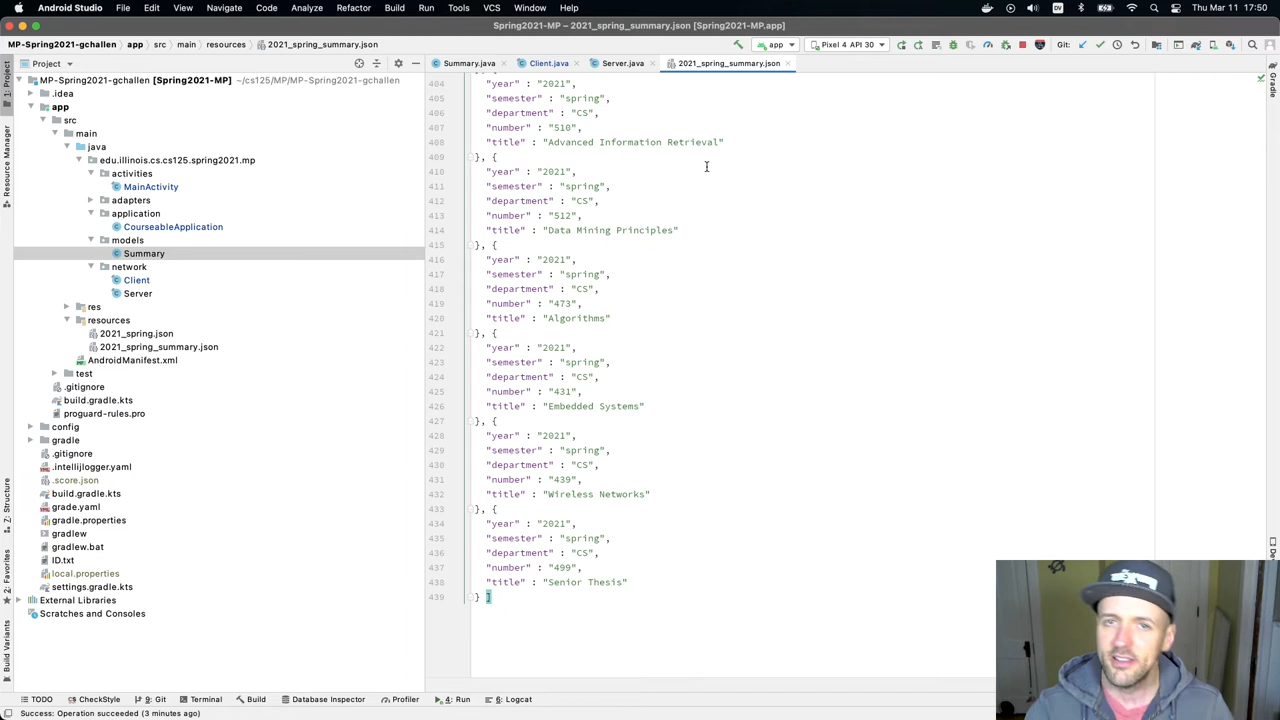 Android Studio File Edit View Navigate Code Analyze Refactor Build Run Tools VCS Window Help DV Thu Mar 11 17:50
Spring2021-MP – 2021_spring_summary.json [Spring2021-MP.app]
MP-Spring2021-gchallen app src main resources 2021_spring_summary.json app Pixel 4 API 30 Git:
Project Summary.java Client.java Server.java 2021_spring_summary.json
MP-Spring2021-gchallen [Spring2021-MP] ~/cs125/MP/MP-Spring2021-gchallen
.idea
app
src
main
java
edu.illinois.cs.cs125.spring2021.mp
activities
MainActivity
adapters
application
CourseableApplication
models
Summary
network
Client
Server
res
resources
2021_spring.json
2021_spring_summary.json
AndroidManifest.xml
test
.gitignore
build.gradle.kts
proguard-rules.pro
config
gradle
.gitignore
.intellijlogger.yaml
.score.json
build.gradle.kts
grade.yaml
gradle.properties
gradlew
gradlew.bat
ID.txt
local.properties
settings.gradle.kts
External Libraries
Scratches and Consoles
1: Project
Resource Manager
Z: Structure
2: Favorites
Build Variants
Gradle
404 "year" : "2021",
405 "semester" : "spring",
406 "department" : "CS",
407 "number" : "510",
408 "title" : "Advanced Information Retrieval"
409 }, {
410 "year" : "2021",
411 "semester" : "spring",
412 "department" : "CS",
413 "number" : "512",
414 "title" : "Data Mining Principles"
415 }, {
416 "year" : "2021",
417 "semester" : "spring",
418 "department" : "CS",
419 "number" : "473",
420 "title" : "Algorithms"
421 }, {
422 "year" : "2021",
423 "semester" : "spring",
424 "department" : "CS",
425 "number" : "431",
426 "title" : "Embedded Systems"
427 }, {
428 "year" : "2021",
429 "semester" : "spring",
430 "department" : "CS",
431 "number" : "439",
432 "title" : "Wireless Networks"
433 }, {
434 "year" : "2021",
435 "semester" : "spring",
436 "department" : "CS",
437 "number" : "499",
438 "title" : "Senior Thesis"
439 } ]
TODO CheckStyle 9: Git Terminal Build Database Inspector Profiler 4: Run 6: Logcat
Success: Operation succeeded (3 minutes ago)